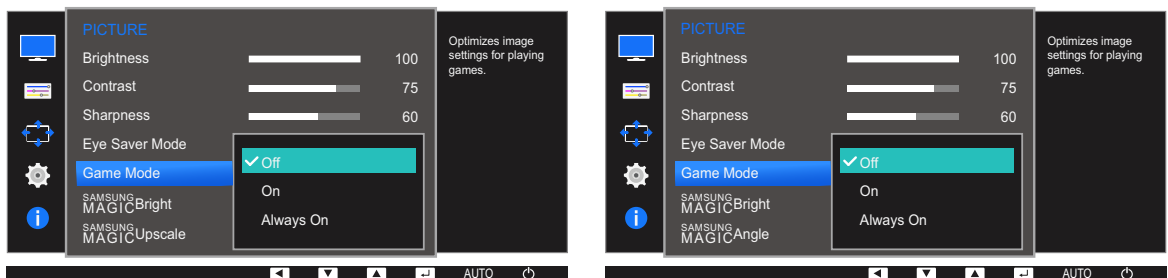 PICTURE
Brightness 100
Contrast 75
Sharpness 60
Eye Saver Mode
Game Mode
SAMSUNG
MAGICBright
SAMSUNG
MAGICUpscale
Off
On
Always On
Optimizes image
settings for playing
games.
AUTO
PICTURE
Brightness 100
Contrast 75
Sharpness 60
Eye Saver Mode
Game Mode
SAMSUNG
MAGICBright
SAMSUNG
MAGICAngle
Off
On
Always On
Optimizes image
settings for playing
games.
AUTO